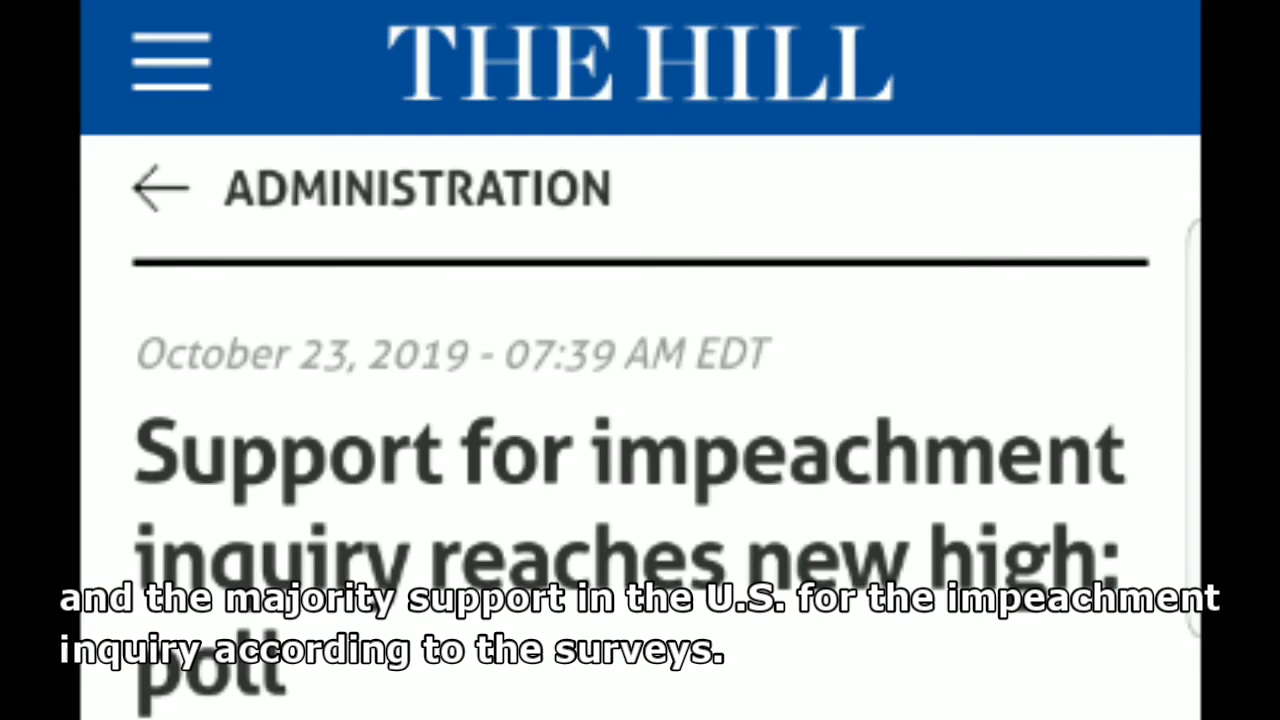 THE HILL
ADMINISTRATION
October 23, 2019 - 07:39 AM EDT
Support for impeachment
inquiry reaches new high:
poll
and the majority support in the U.S. for the impeachment
inquiry according to the surveys.